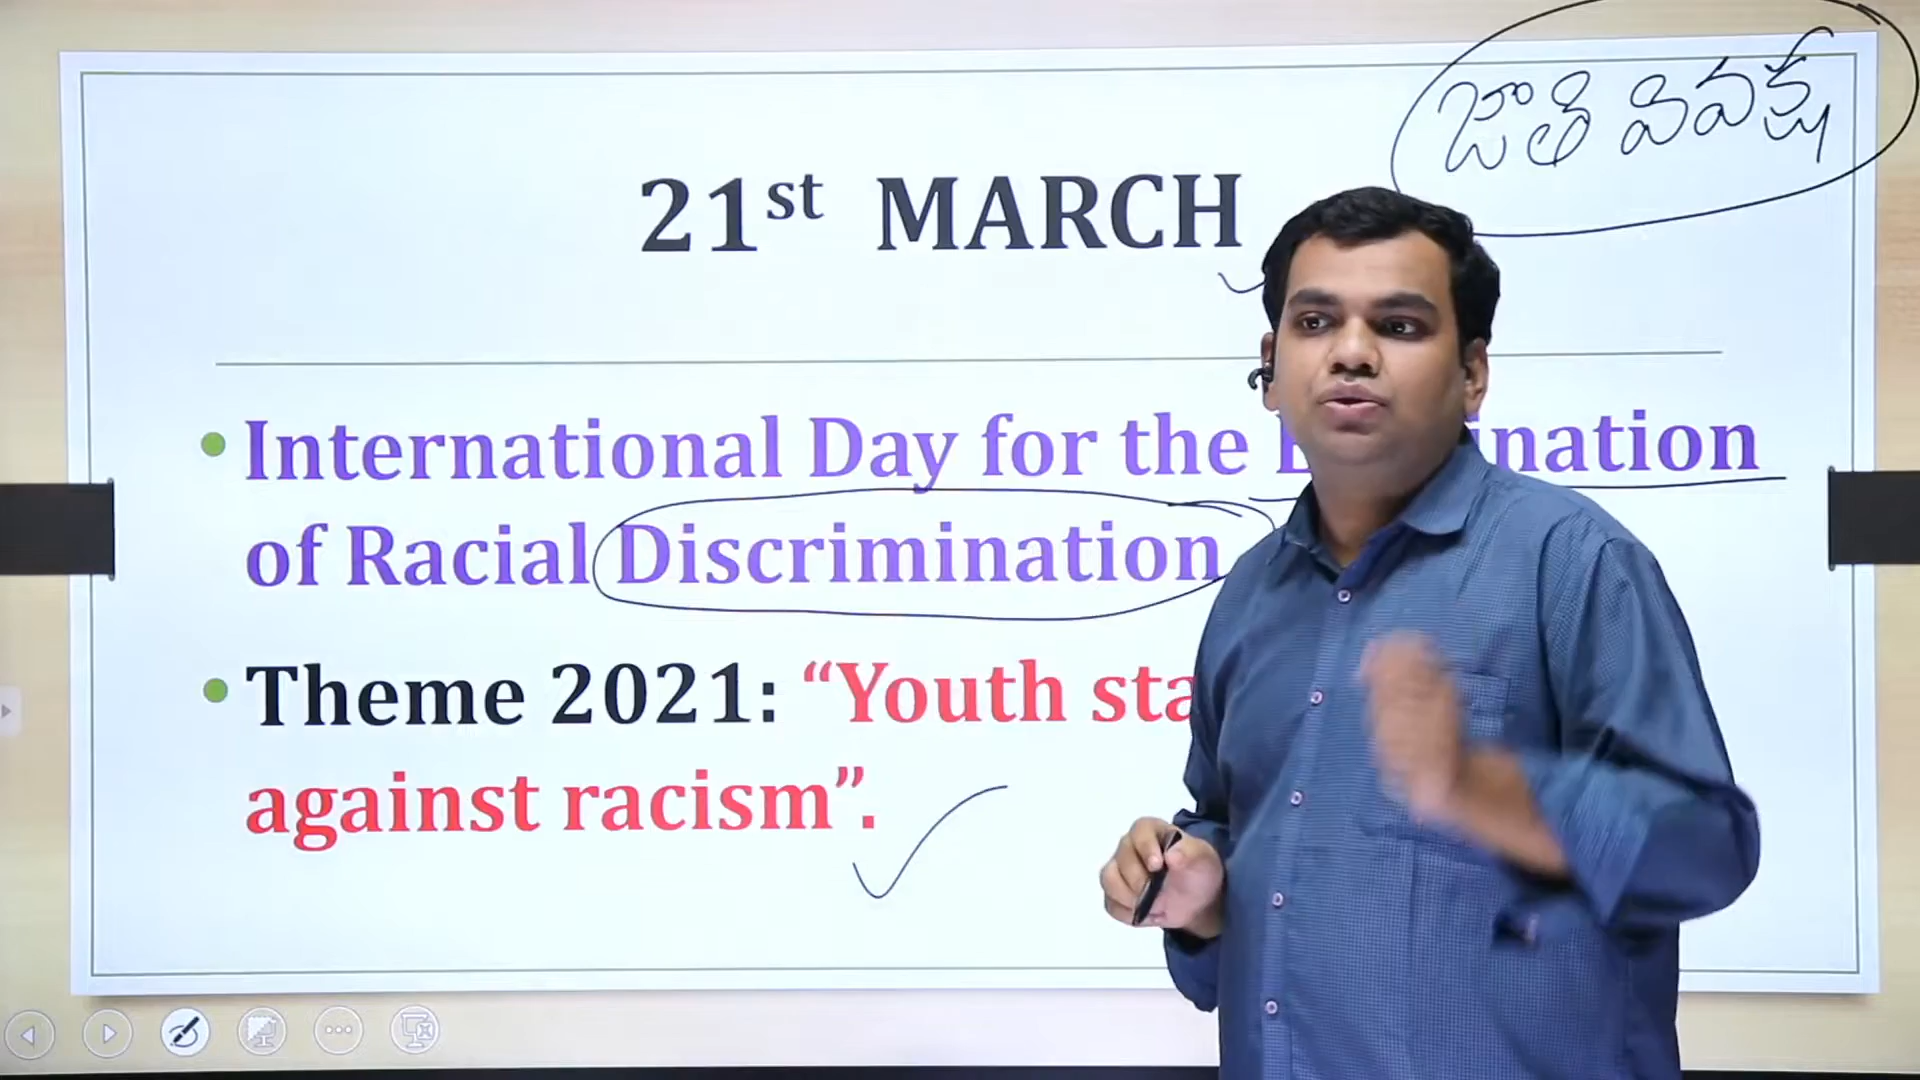 జాతి వివక్ష
21st MARCH
International Day for the
of Racial Discrimination
Theme 2021: “Youth
against racism”.